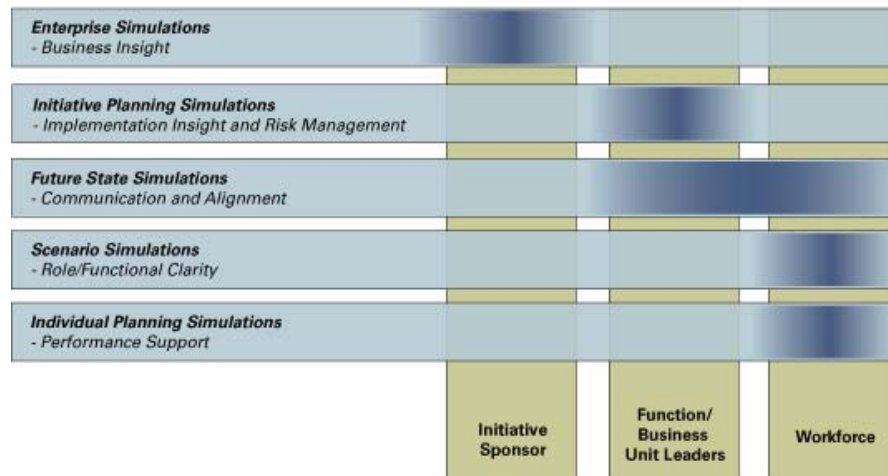 Enterprise Simulations
- Business Insight
Initiative Planning Simulations
- Implementation Insight and Risk Management
Future State Simulations
- Communication and Alignment
Scenario Simulations
- Role/Functional Clarity
Individual Planning Simulations
- Performance Support
Initiative
Sponsor
Function/
Business
Unit Leaders
Workforce